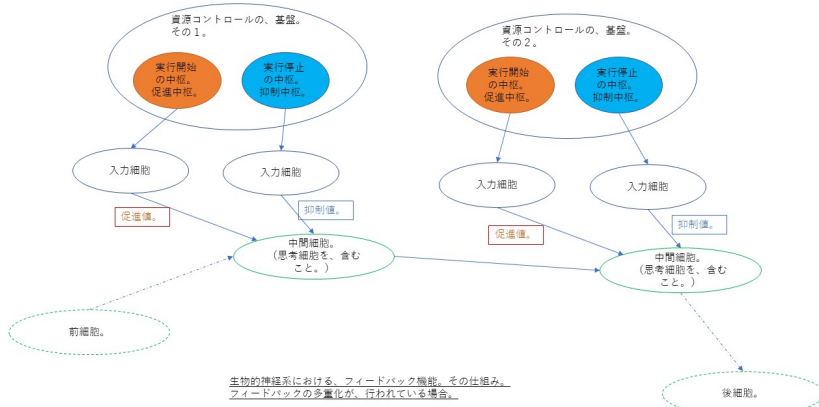 資源コントロールの、基盤。
その１。
実行開始
の中枢。
促進中枢。
実行停止
の中枢。
抑制中枢。
入力細胞
入力細胞
促進値。
抑制値。
中間細胞。
（思考細胞を、含む
こと。）
前細胞。
資源コントロールの、基盤。
その２。
実行開始
の中枢。
促進中枢。
実行停止
の中枢。
抑制中枢。
入力細胞
入力細胞
促進値。
抑制値。
中間細胞。
（思考細胞を、含む
こと。）
後細胞。
生物的神経系における、フィードバック機能。その仕組み。
フィードバックの多重化が、行われている場合。